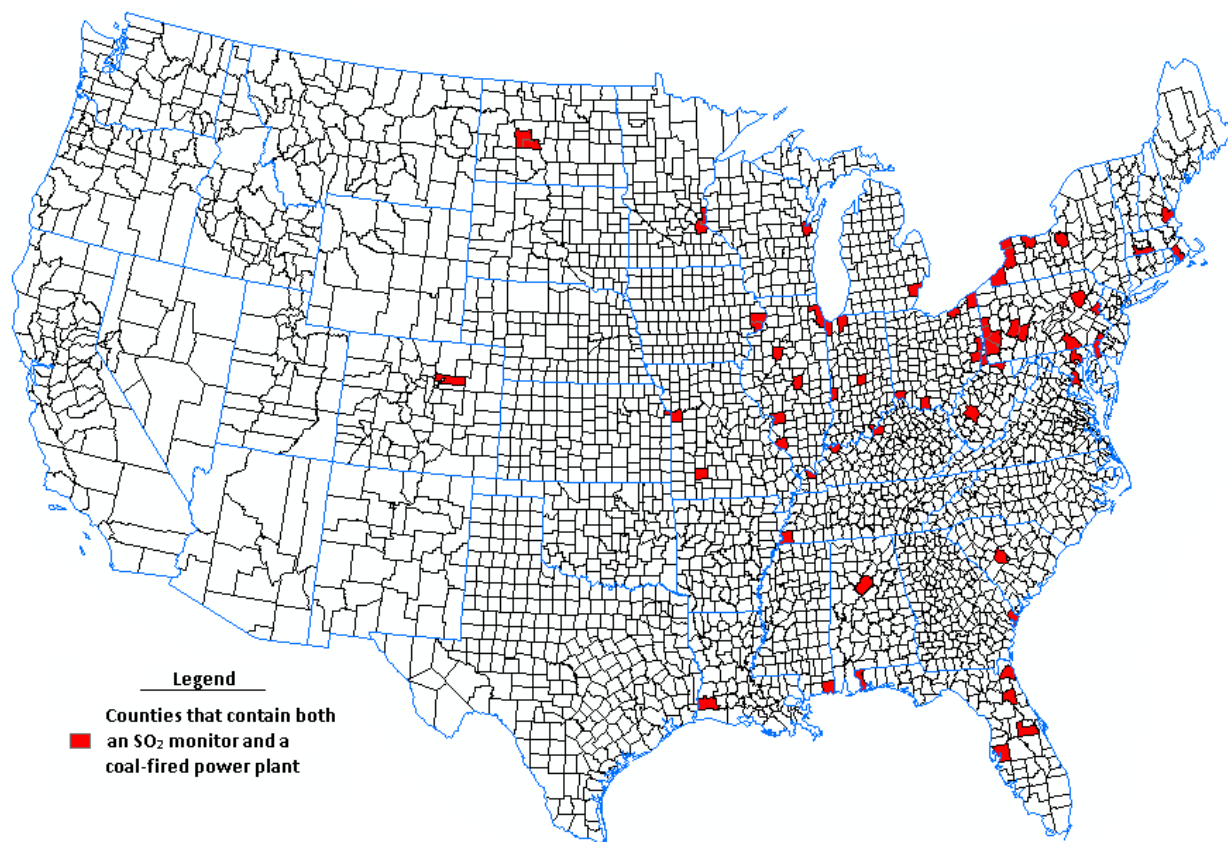 Legend
Counties that contain both
an SO₂ monitor and a
coal-fired power plant